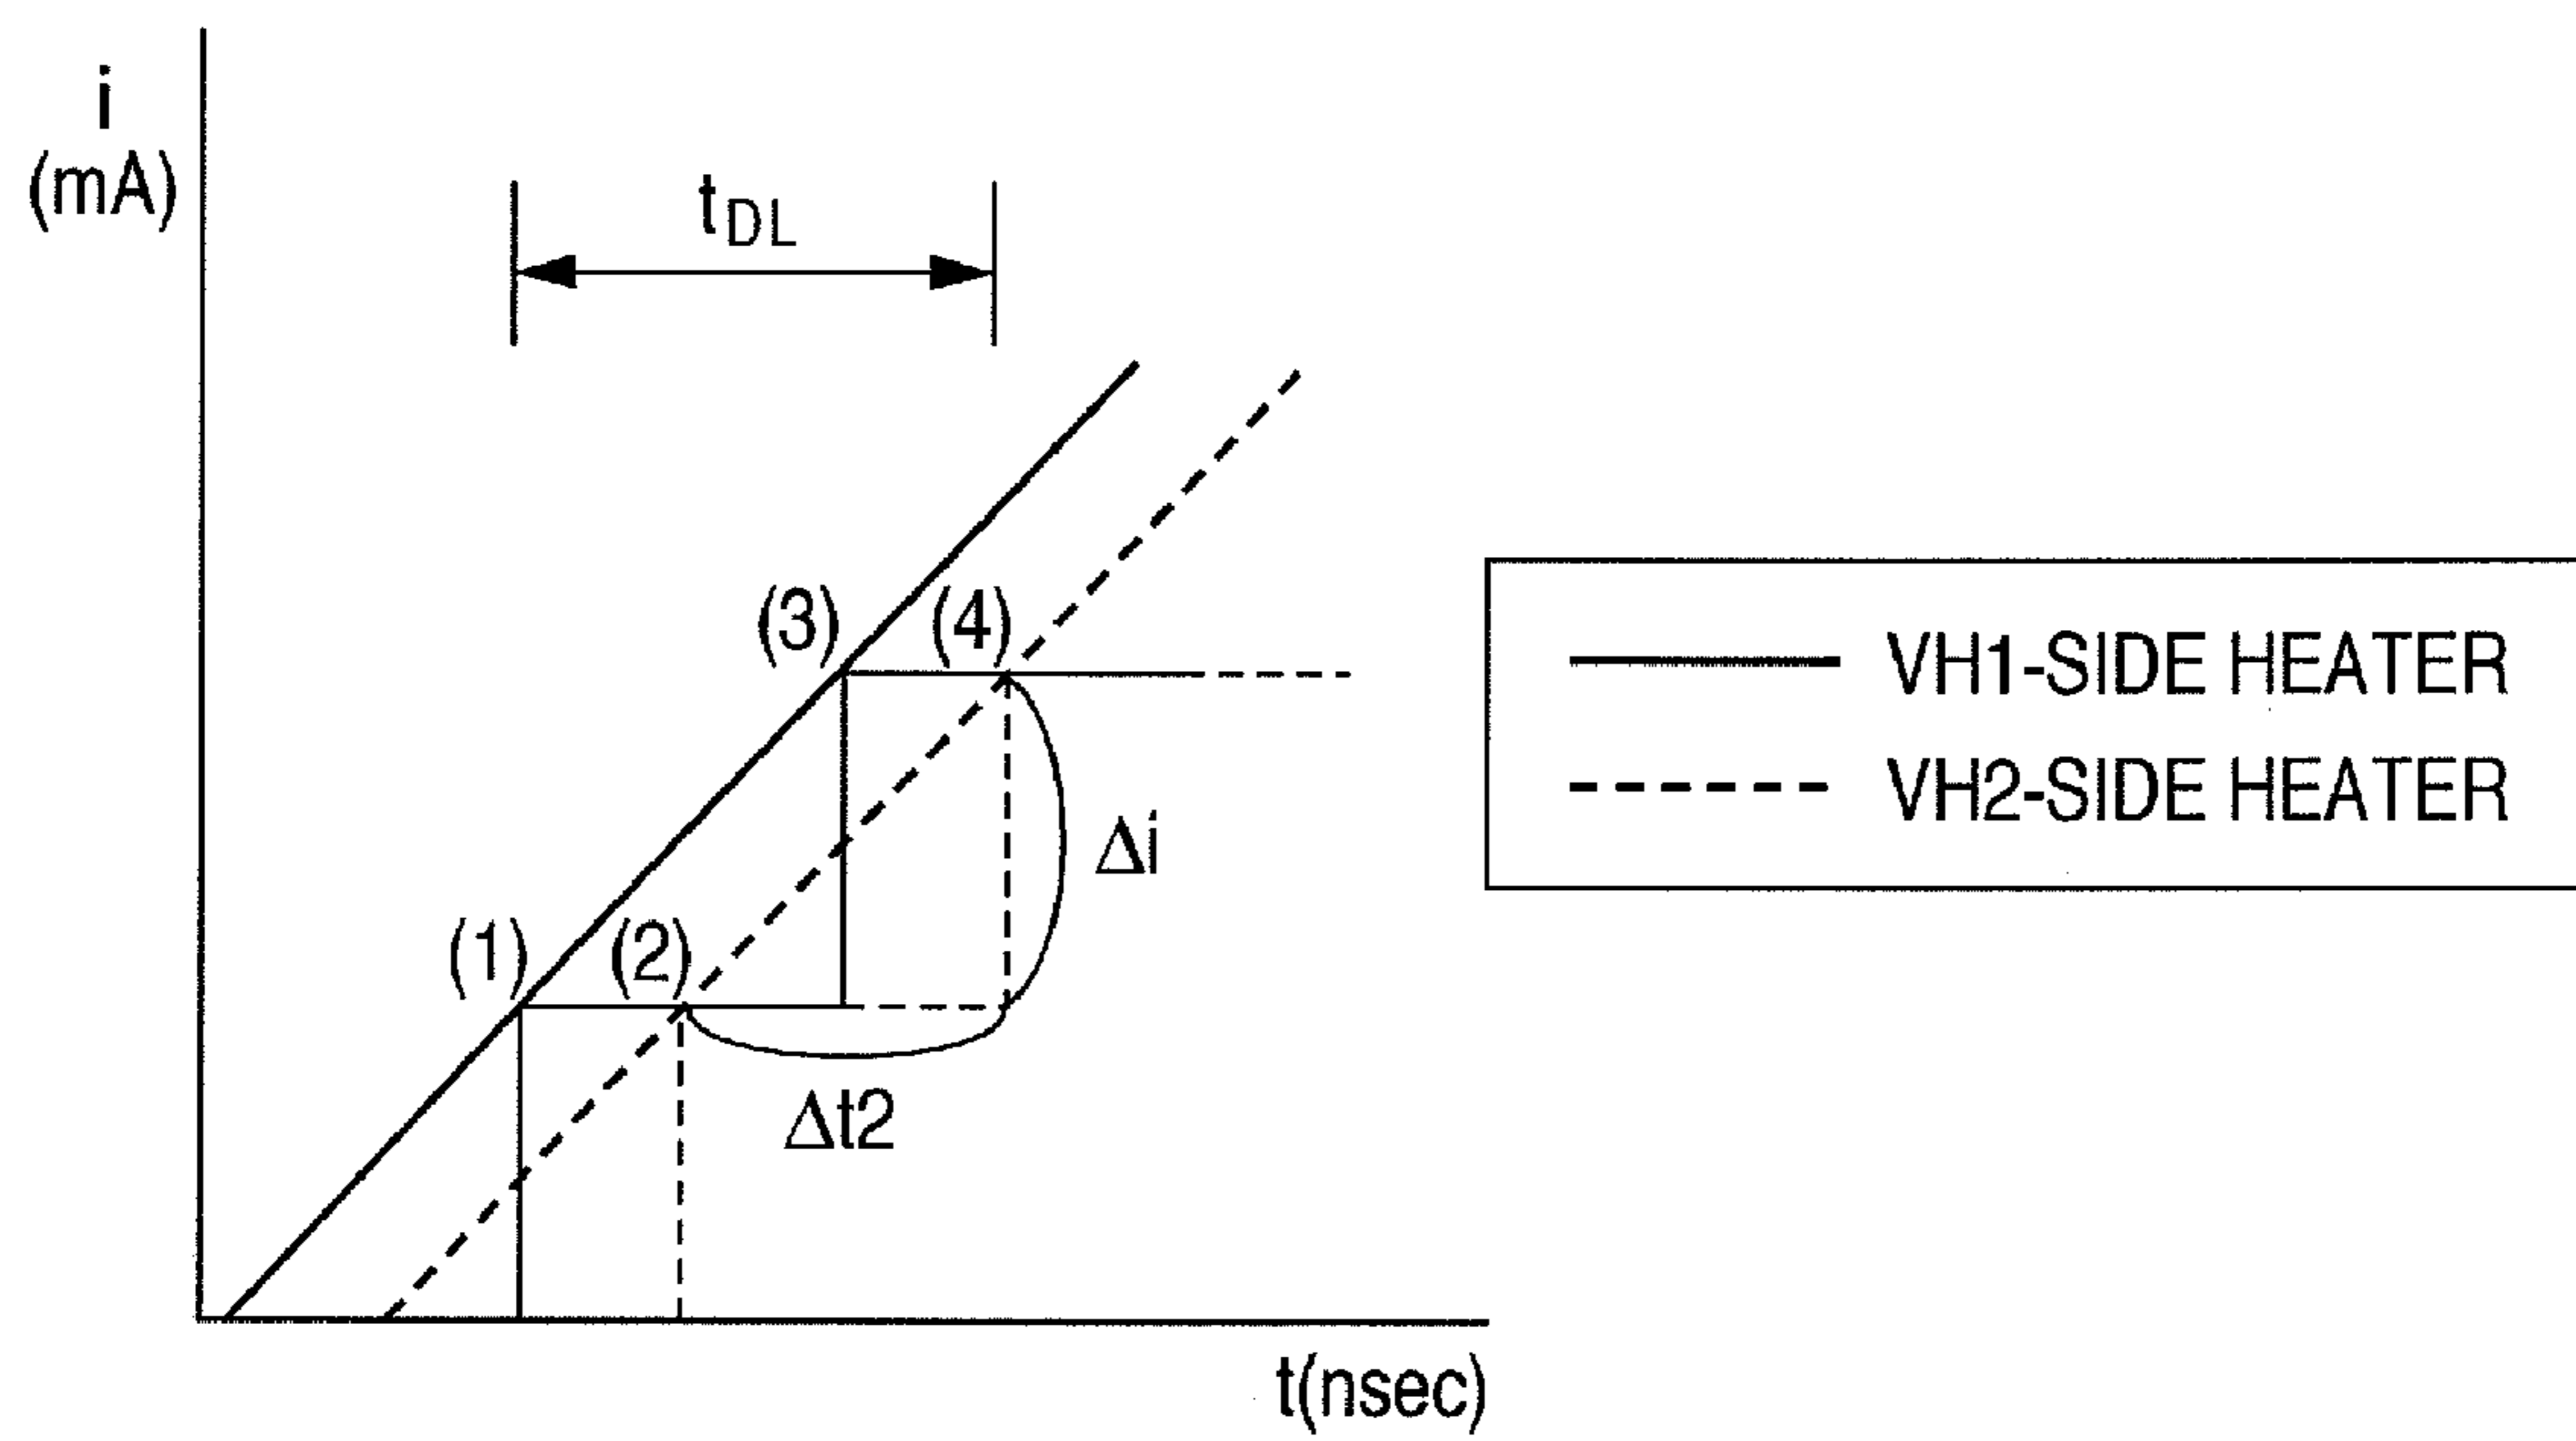 i
(mA)
tDL
(3)
(4)
VH1-SIDE HEATER
VH2-SIDE HEATER
Δi
(1)
(2)
Δt2
t(nsec)